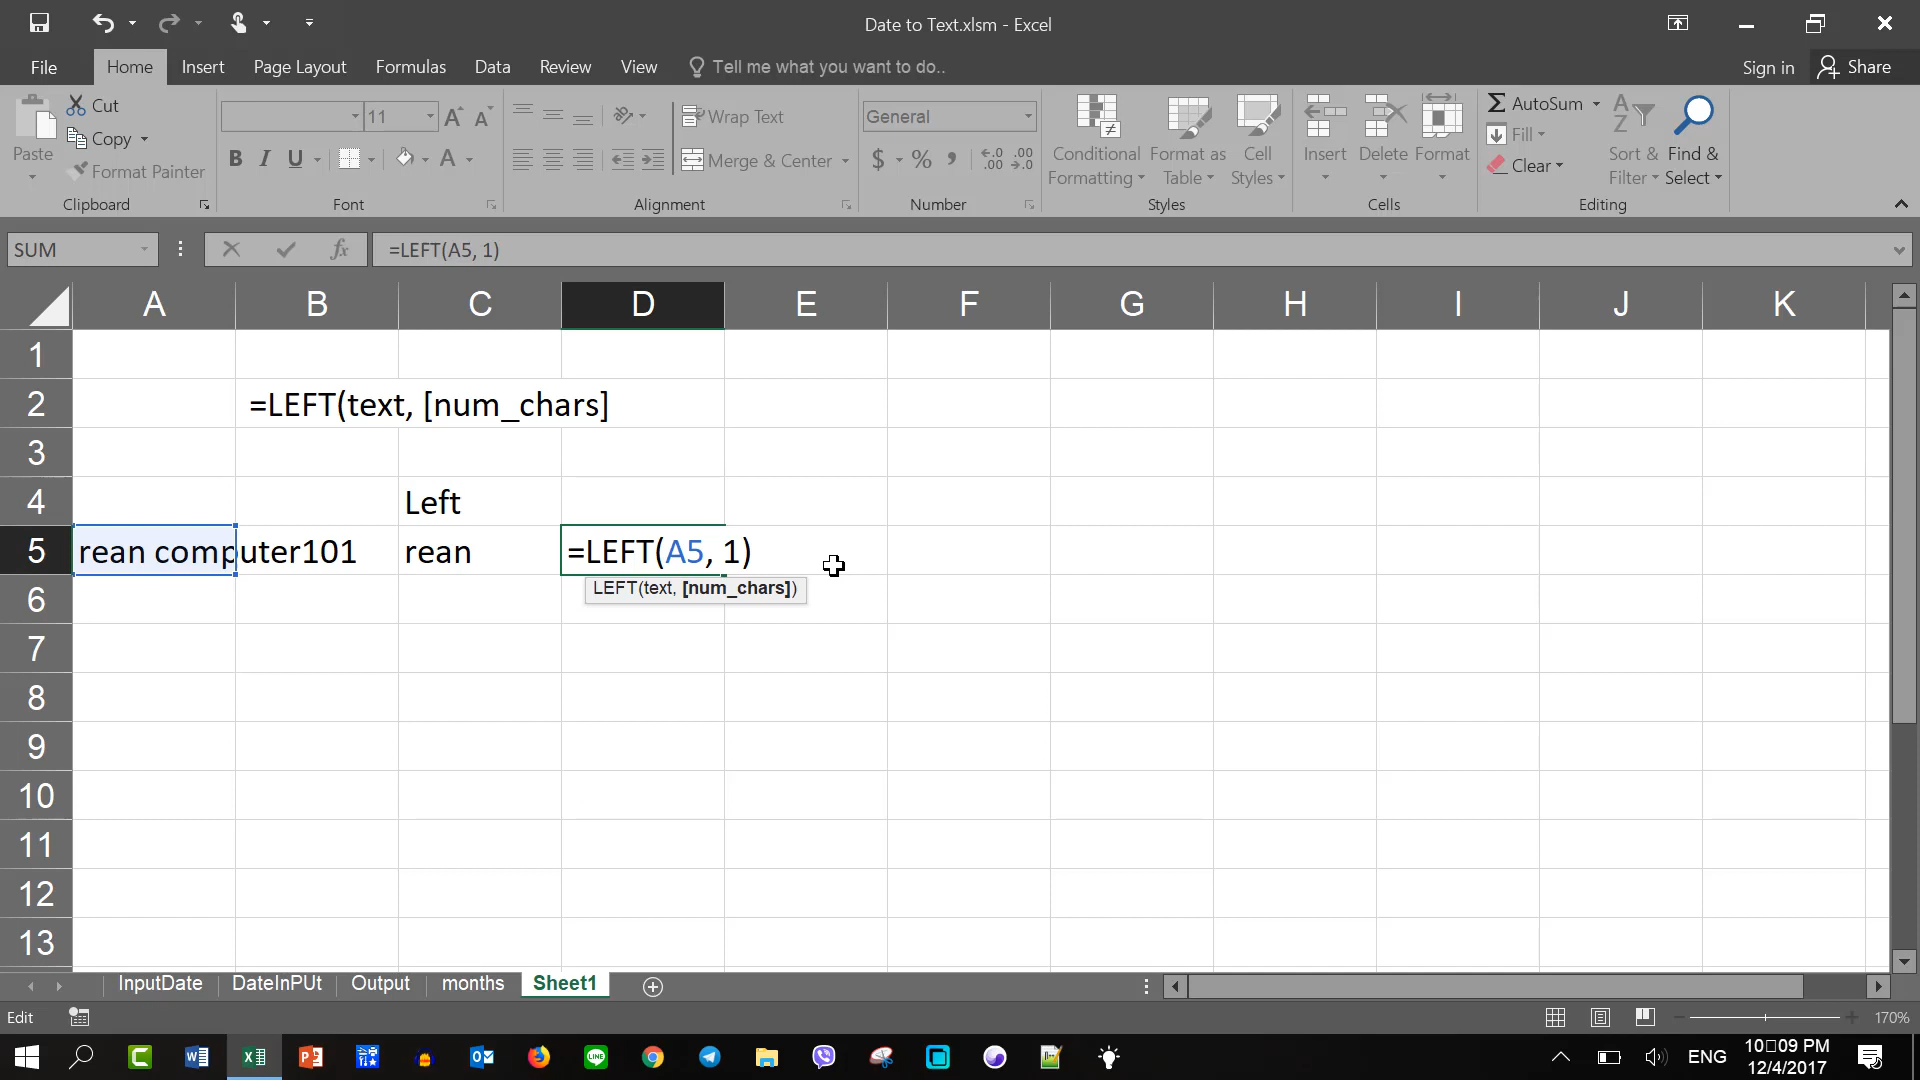 Date to Text.xlsm - Excel
File Home Insert Page Layout Formulas Data Review View Tell me what you want to do.. Sign in Share
Paste Cut Copy Format Painter
Clipboard
11
B I U A
Font
Wrap Text
Merge & Center
Alignment
General
$ %
Number
Conditional Formatting
Format as Table
Cell Styles
Styles
Insert Delete Format
Cells
AutoSum
Fill
Clear
Sort & Filter
Find & Select
Editing
SUM fx =LEFT(A5, 1)
A B C D E F G H I J K
1
2 =LEFT(text, [num_chars]
3
4 Left
5 rean computer101 rean =LEFT(A5, 1)
LEFT(text, [num_chars])
6
7
8
9
10
11
12
13
InputDate DateInPUt Output months Sheet1
Edit 170%
ENG 10▯09 PM
12/4/2017